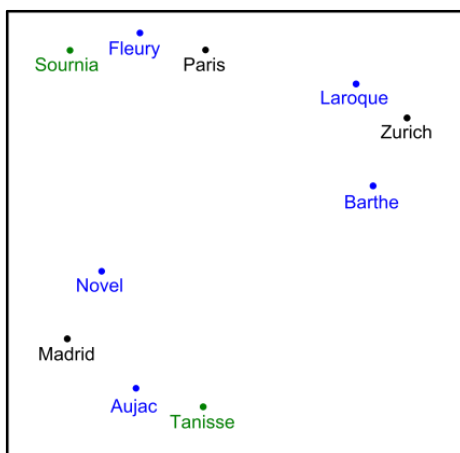 Fleury
Sournia
Paris
Laroque
Zurich
Barthe
Novel
Madrid
Aujac
Tanisse